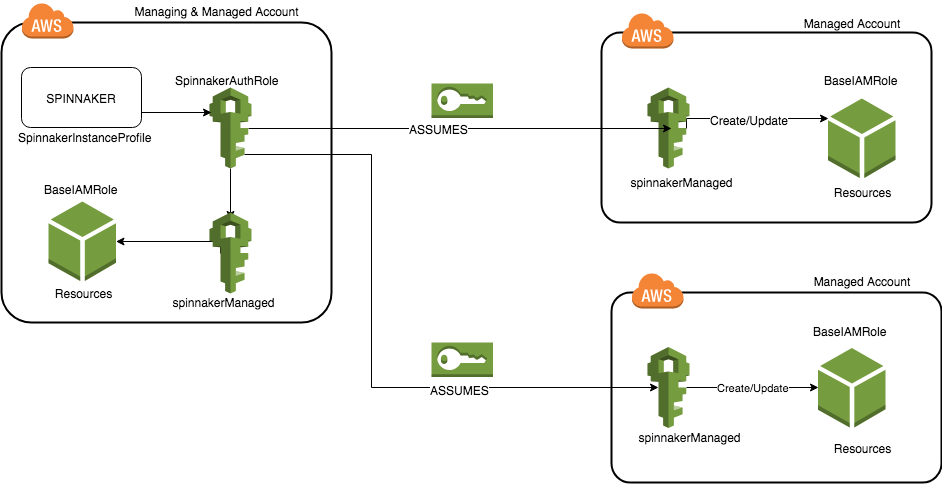 AWS
Managing & Managed Account
SPINNAKER
SpinnakerInstanceProfile
SpinnakerAuthRole
BaseIAMRole
Resources
spinnakerManaged
ASSUMES
ASSUMES
AWS
Managed Account
BaseIAMRole
Create/Update
spinnakerManaged
Resources
AWS
Managed Account
BaseIAMRole
Create/Update
spinnakerManaged
Resources